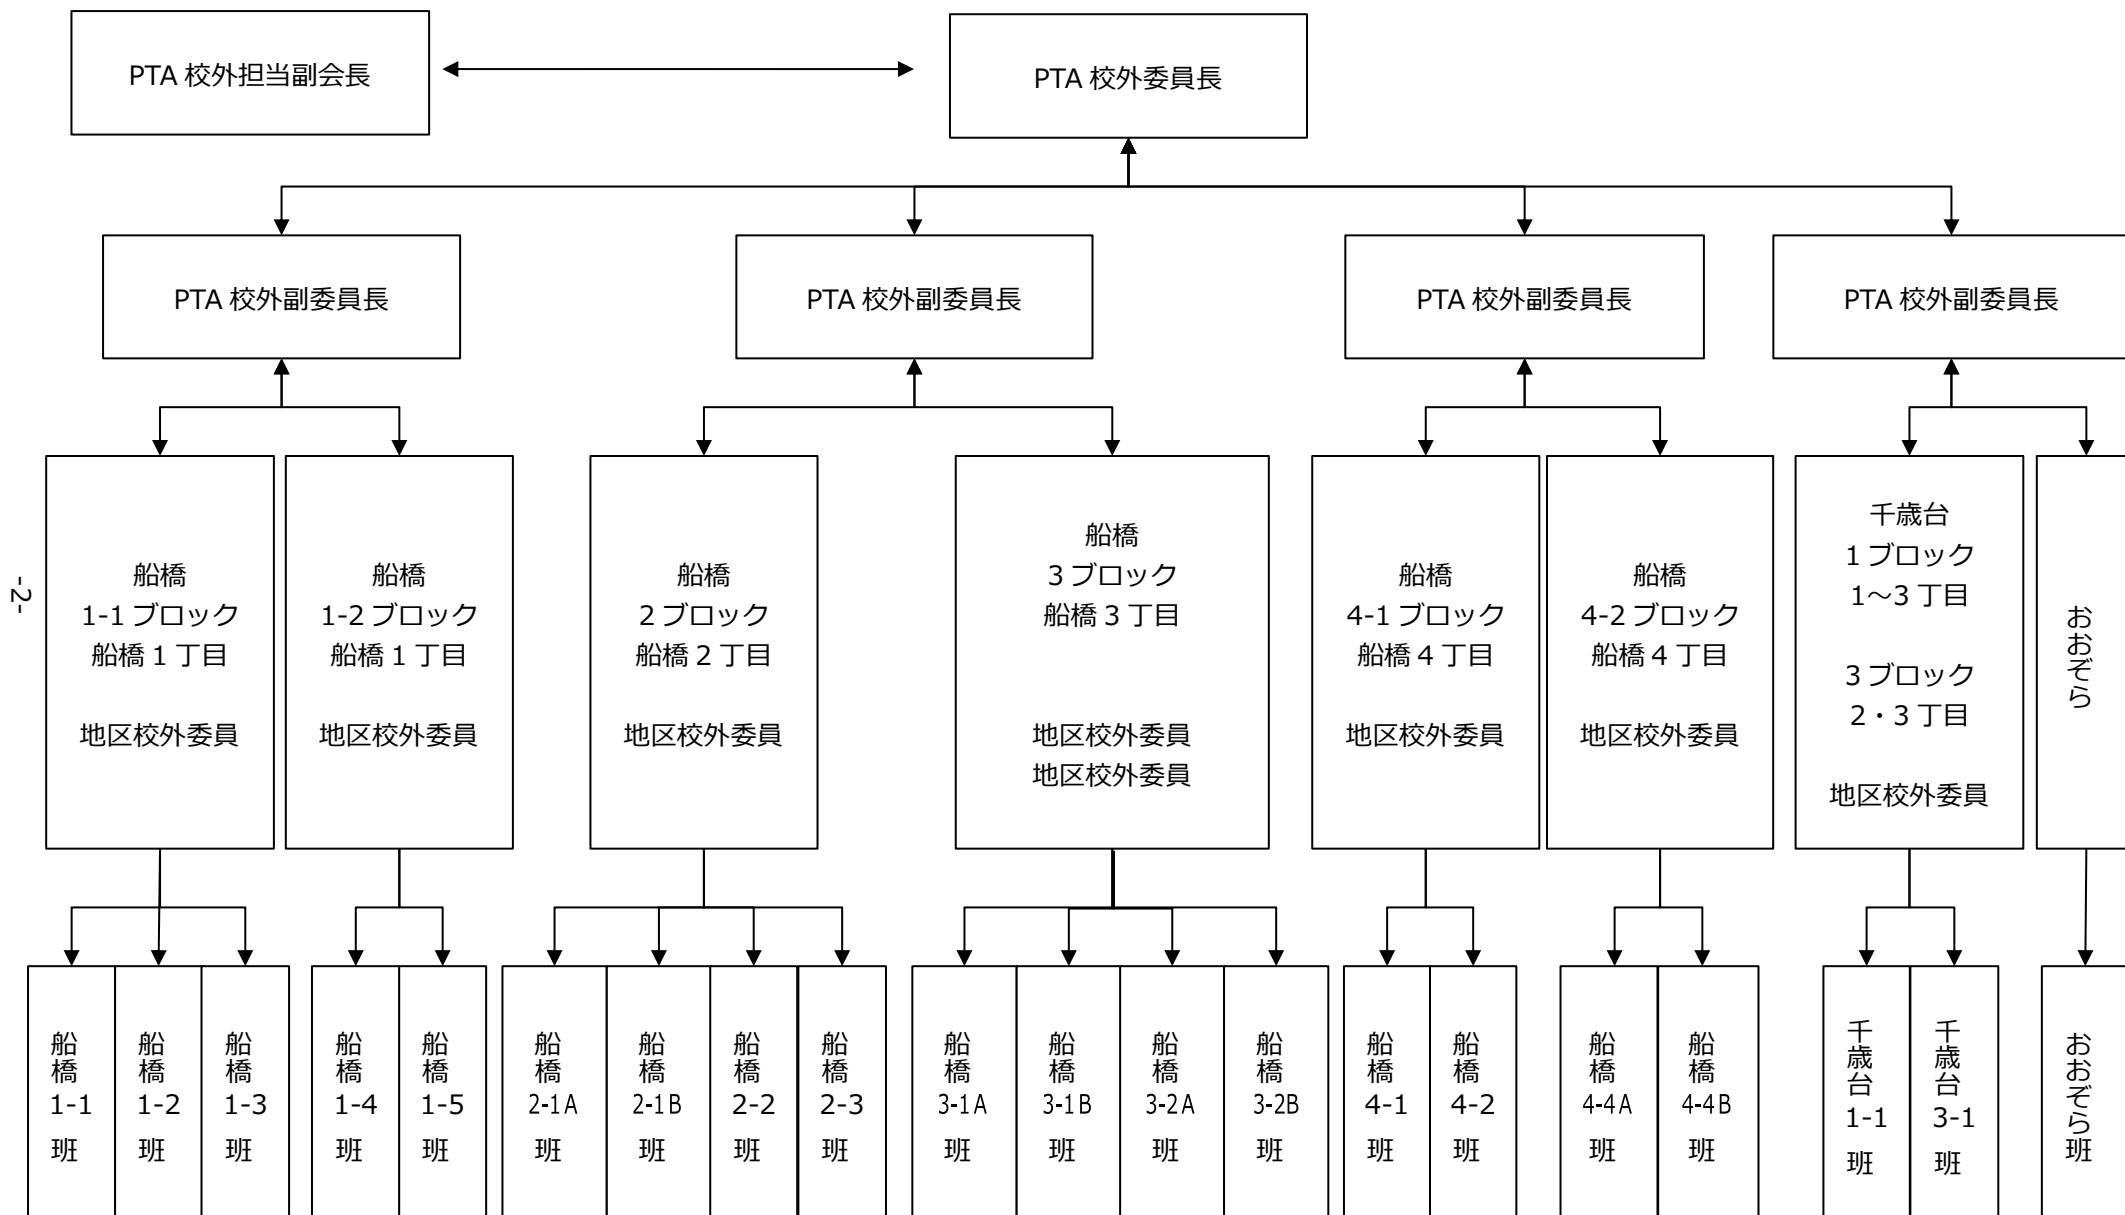 PTA 校外担当副会長
PTA 校外委員長
PTA 校外副委員長
PTA 校外副委員長
PTA 校外副委員長
PTA 校外副委員長
船橋
1-1 ブロック
船橋 1 丁目
地区校外委員
船橋
1-2 ブロック
船橋 1 丁目
地区校外委員
船橋
2 ブロック
船橋 2 丁目
地区校外委員
船橋
3 ブロック
船橋 3 丁目
地区校外委員
地区校外委員
船橋
4-1 ブロック
船橋 4 丁目
地区校外委員
船橋
4-2 ブロック
船橋 4 丁目
地区校外委員
千歳台
1 ブロック
1～3 丁目
3 ブロック
2・3 丁目
地区校外委員
おおぞら
船橋 1-1 班
船橋 1-2 班
船橋 1-3 班
船橋 1-4 班
船橋 1-5 班
船橋 2-1A 班
船橋 2-1B 班
船橋 2-2 班
船橋 2-3 班
船橋 3-1A 班
船橋 3-1B 班
船橋 3-2A 班
船橋 3-2B 班
船橋 4-1 班
船橋 4-2 班
船橋 4-4A 班
船橋 4-4B 班
千歳台 1-1 班
千歳台 3-1 班
おおぞら班
-2-